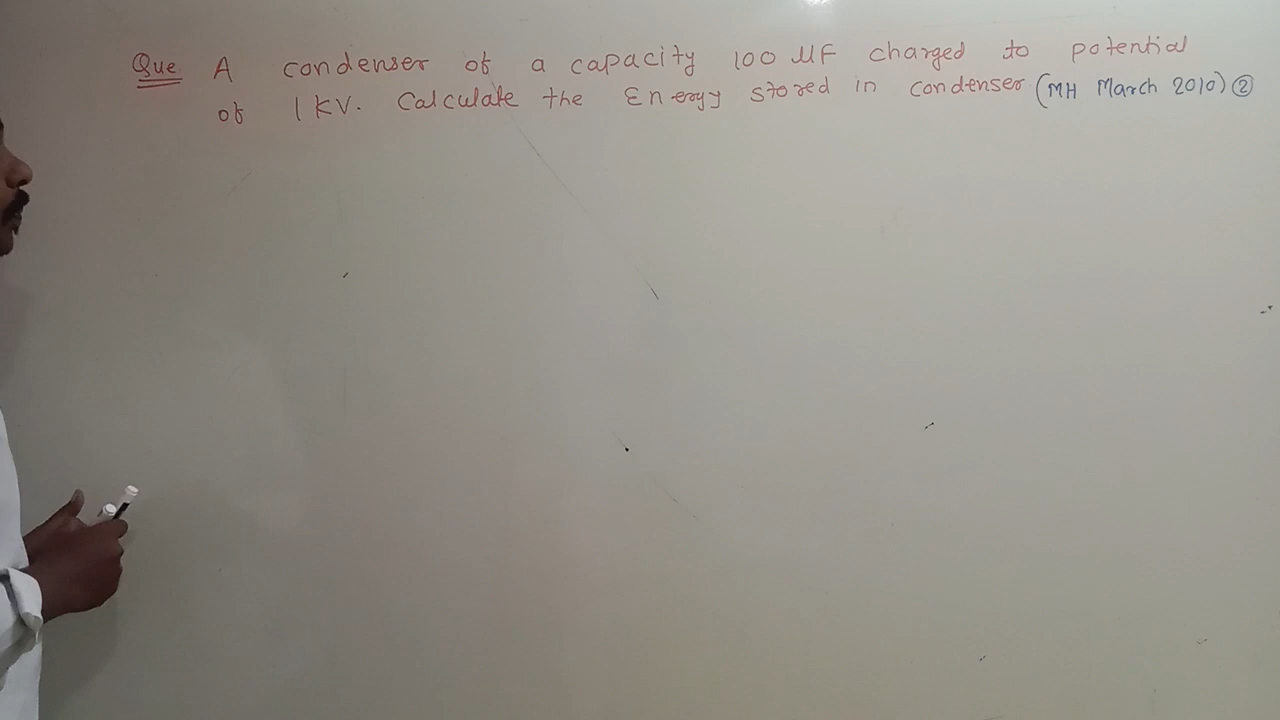 Que A condenser of a capacity 100 μF charged to potential
of 1 KV. Calculate the Energy stored in condenser (MH March 2010) ②